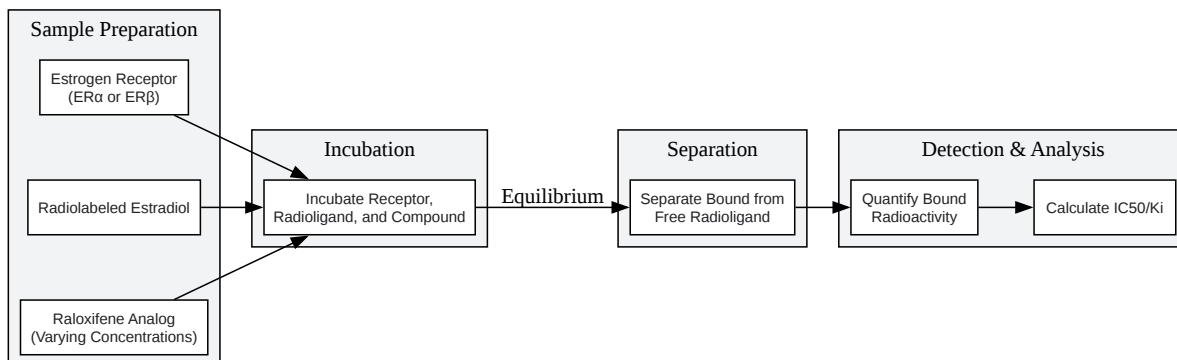 Sample Preparation
Estrogen Receptor
(ERα or ERβ)
Radiolabeled Estradiol
Raloxifene Analog
(Varying Concentrations)
Incubation
Incubate Receptor,
Radioligand, and Compound
Equilibrium
Separation
Separate Bound from
Free Radioligand
Detection & Analysis
Quantify Bound
Radioactivity
Calculate IC50/Ki